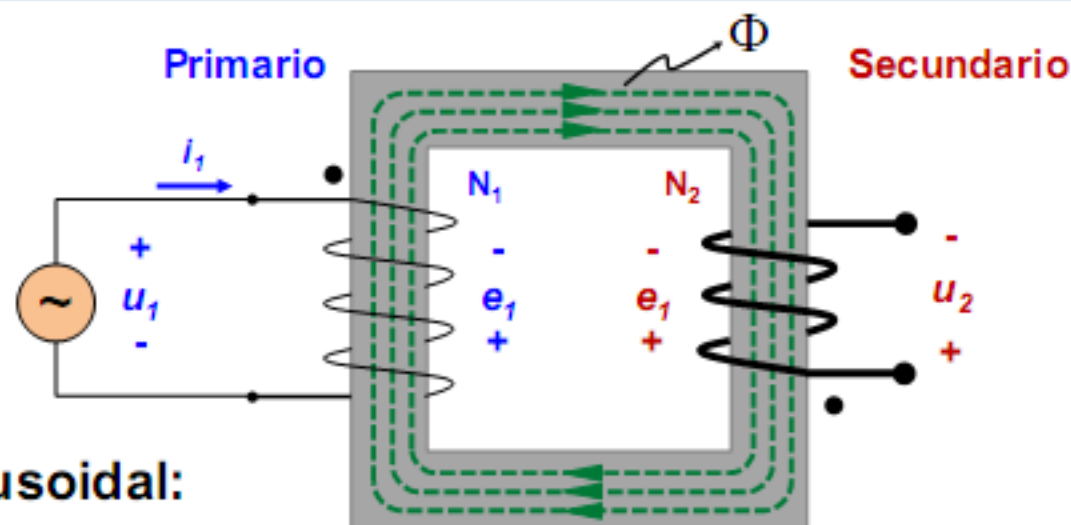 Φ
Primario
Secundario
i₁
N₁
N₂
+
-
-
-
~
u₁
e₁
e₁
u₂
-
+
+
+
usoidal: